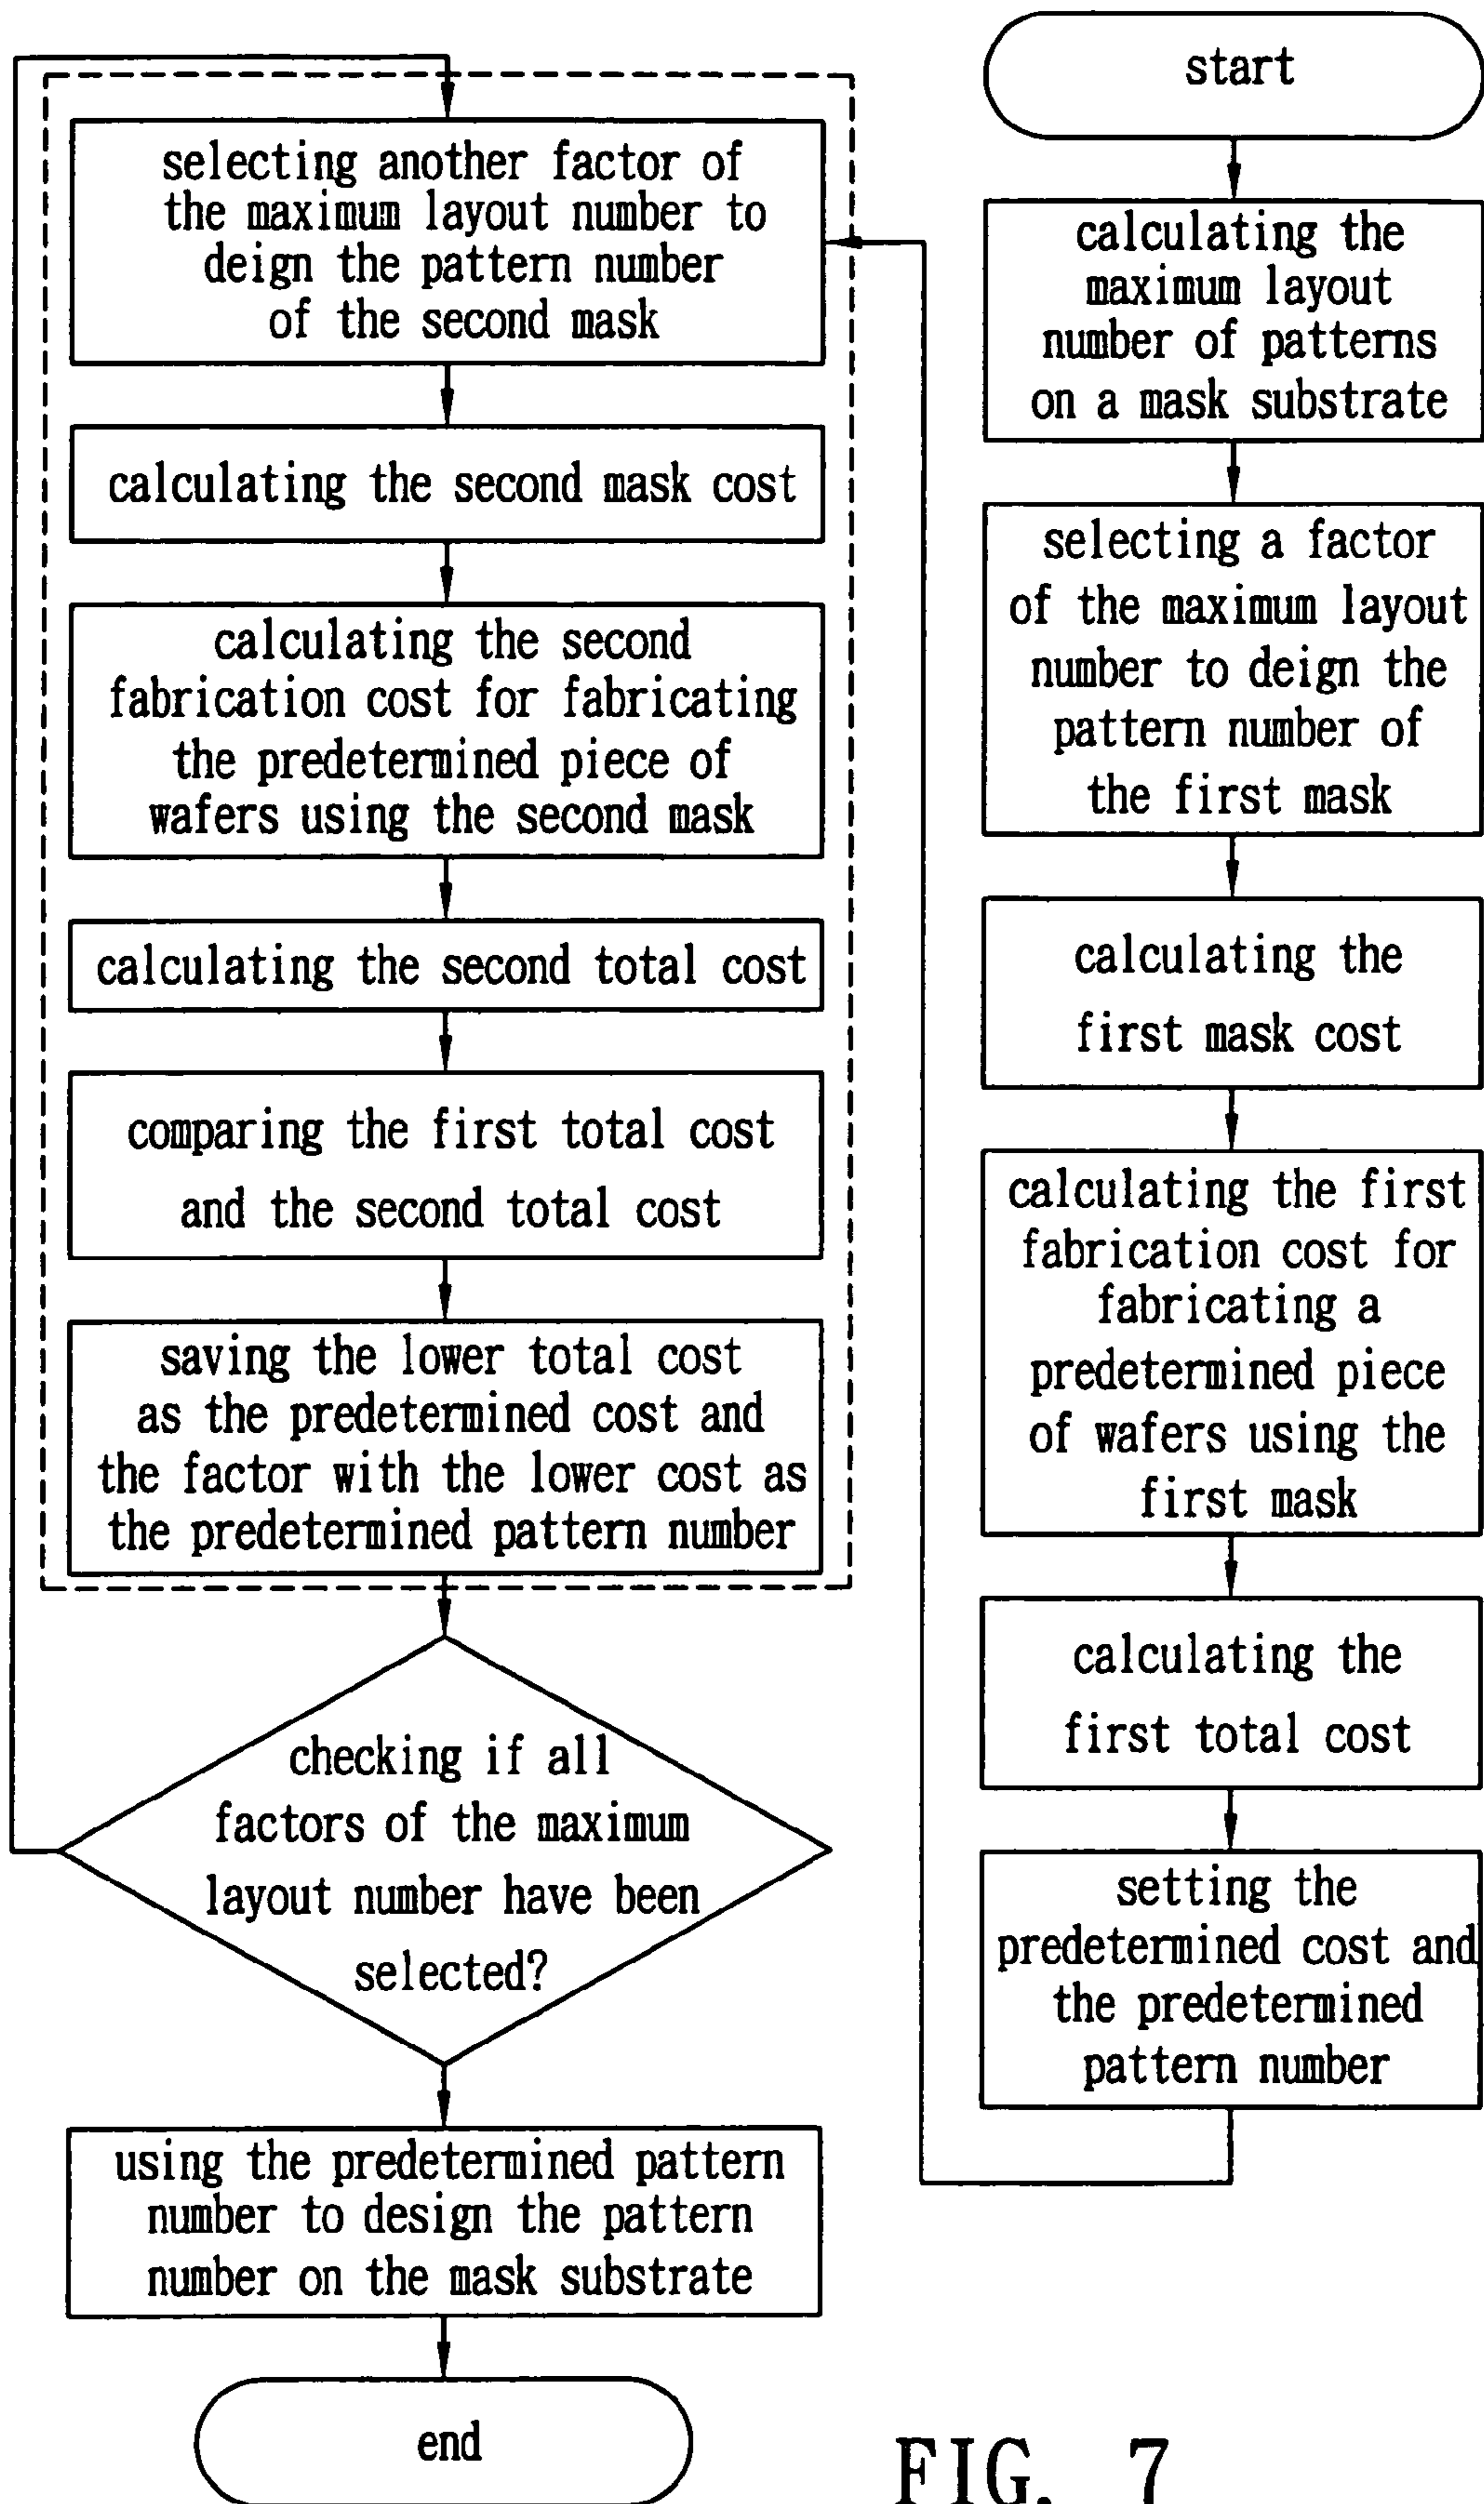 start
calculating the
maximum layout
number of patterns
on a mask substrate
selecting a factor
of the maximum layout
number to deign the
pattern number of
the first mask
calculating the
first mask cost
calculating the first
fabrication cost for
fabricating a
predetermined piece
of wafers using the
first mask
calculating the
first total cost
setting the
predetermined cost and
the predetermined
pattern number
selecting another factor of
the maximum layout number to
deign the pattern number
of the second mask
calculating the second mask cost
calculating the second
fabrication cost for fabricating
the predetermined piece of
wafers using the second mask
calculating the second total cost
comparing the first total cost
and the second total cost
saving the lower total cost
as the predetermined cost and
the factor with the lower cost as
the predetermined pattern number
checking if all
factors of the maximum
layout number have been
selected?
using the predetermined pattern
number to design the pattern
number on the mask substrate
end
FIG. 7